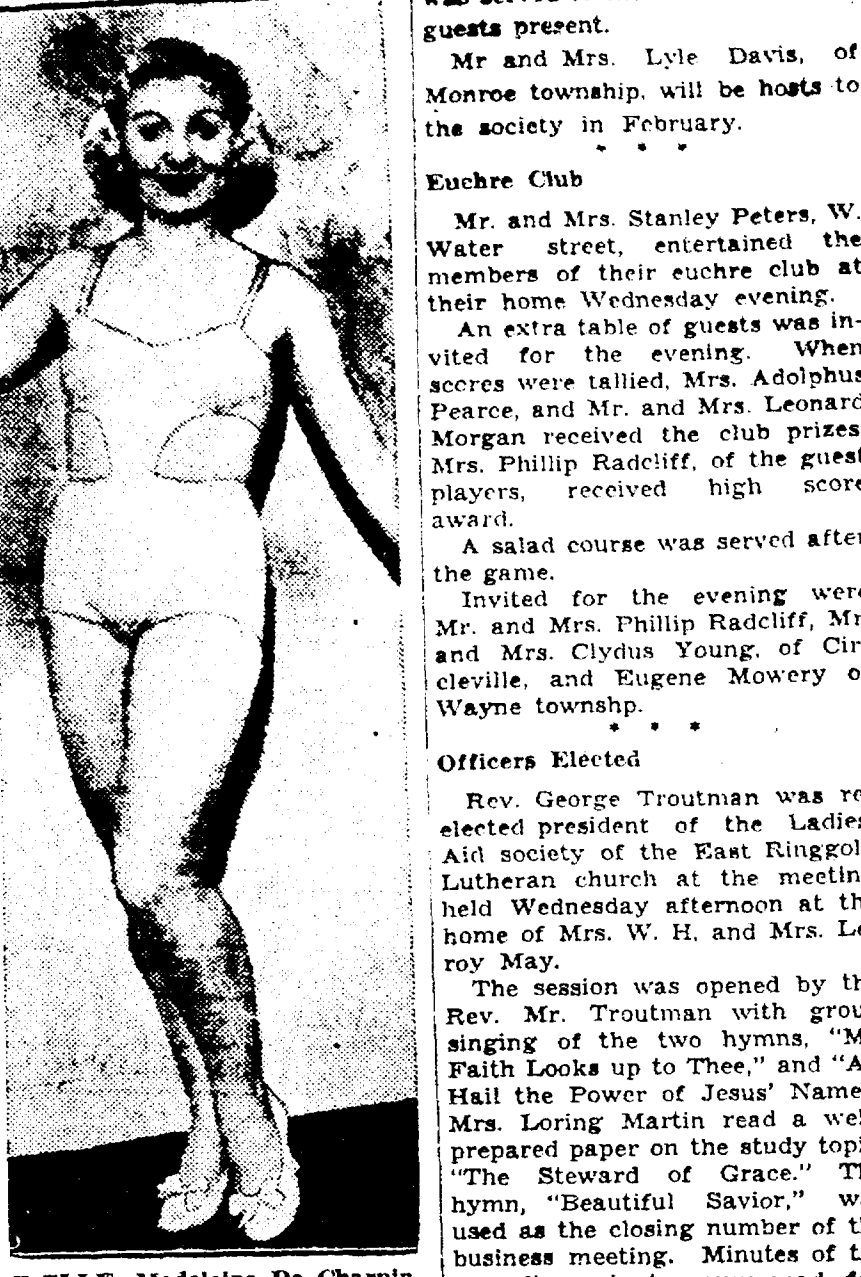 guests present.
Mr and Mrs. Lyle Davis, of
Monroe township, will be hosts to
the society in February.
* * *
Euchre Club
Mr. and Mrs. Stanley Peters, W.
Water street, entertained the
members of their euchre club at
their home Wednesday evening.
An extra table of guests was in-
vited for the evening. When
scores were tallied, Mrs. Adolphus
Pearce, and Mr. and Mrs. Leonard
Morgan received the club prizes
Mrs. Phillip Radcliff, of the guest
players, received high score
award.
A salad course was served after
the game.
Invited for the evening were
Mr. and Mrs. Phillip Radcliff, Mr
and Mrs. Clydus Young, of Cir
cleville, and Eugene Mowery o
Wayne townshp.
* * *
Officers Elected
Rev. George Troutman was re
elected president of the Ladies
Aid society of the East Ringgol
Lutheran church at the meetin
held Wednesday afternoon at th
home of Mrs. W. H. and Mrs. Le
roy May.
The session was opened by th
Rev. Mr. Troutman with grou
singing of the two hymns, "M
Faith Looks up to Thee," and "A
Hail the Power of Jesus' Name
Mrs. Loring Martin read a wel
prepared paper on the study topi
"The Steward of Grace." Th
hymn, "Beautiful Savior," wa
used as the closing number of th
business meeting. Minutes of t